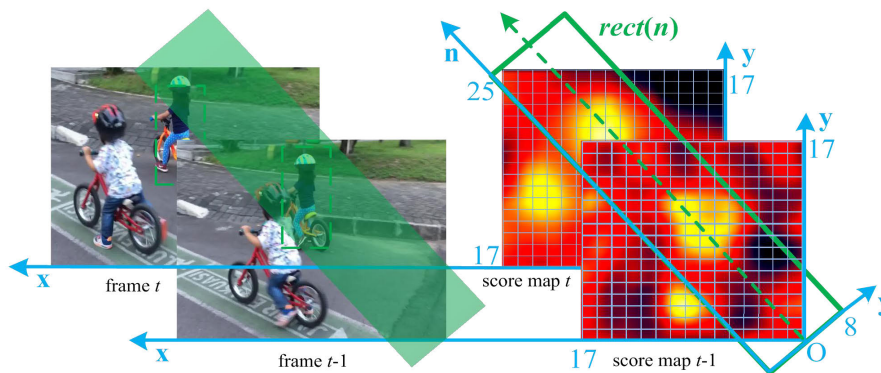 rect(n)
n
y
25
17
y
17
17
x
frame t
score map t
8
y
x
frame t-1
17
score map t-1
O